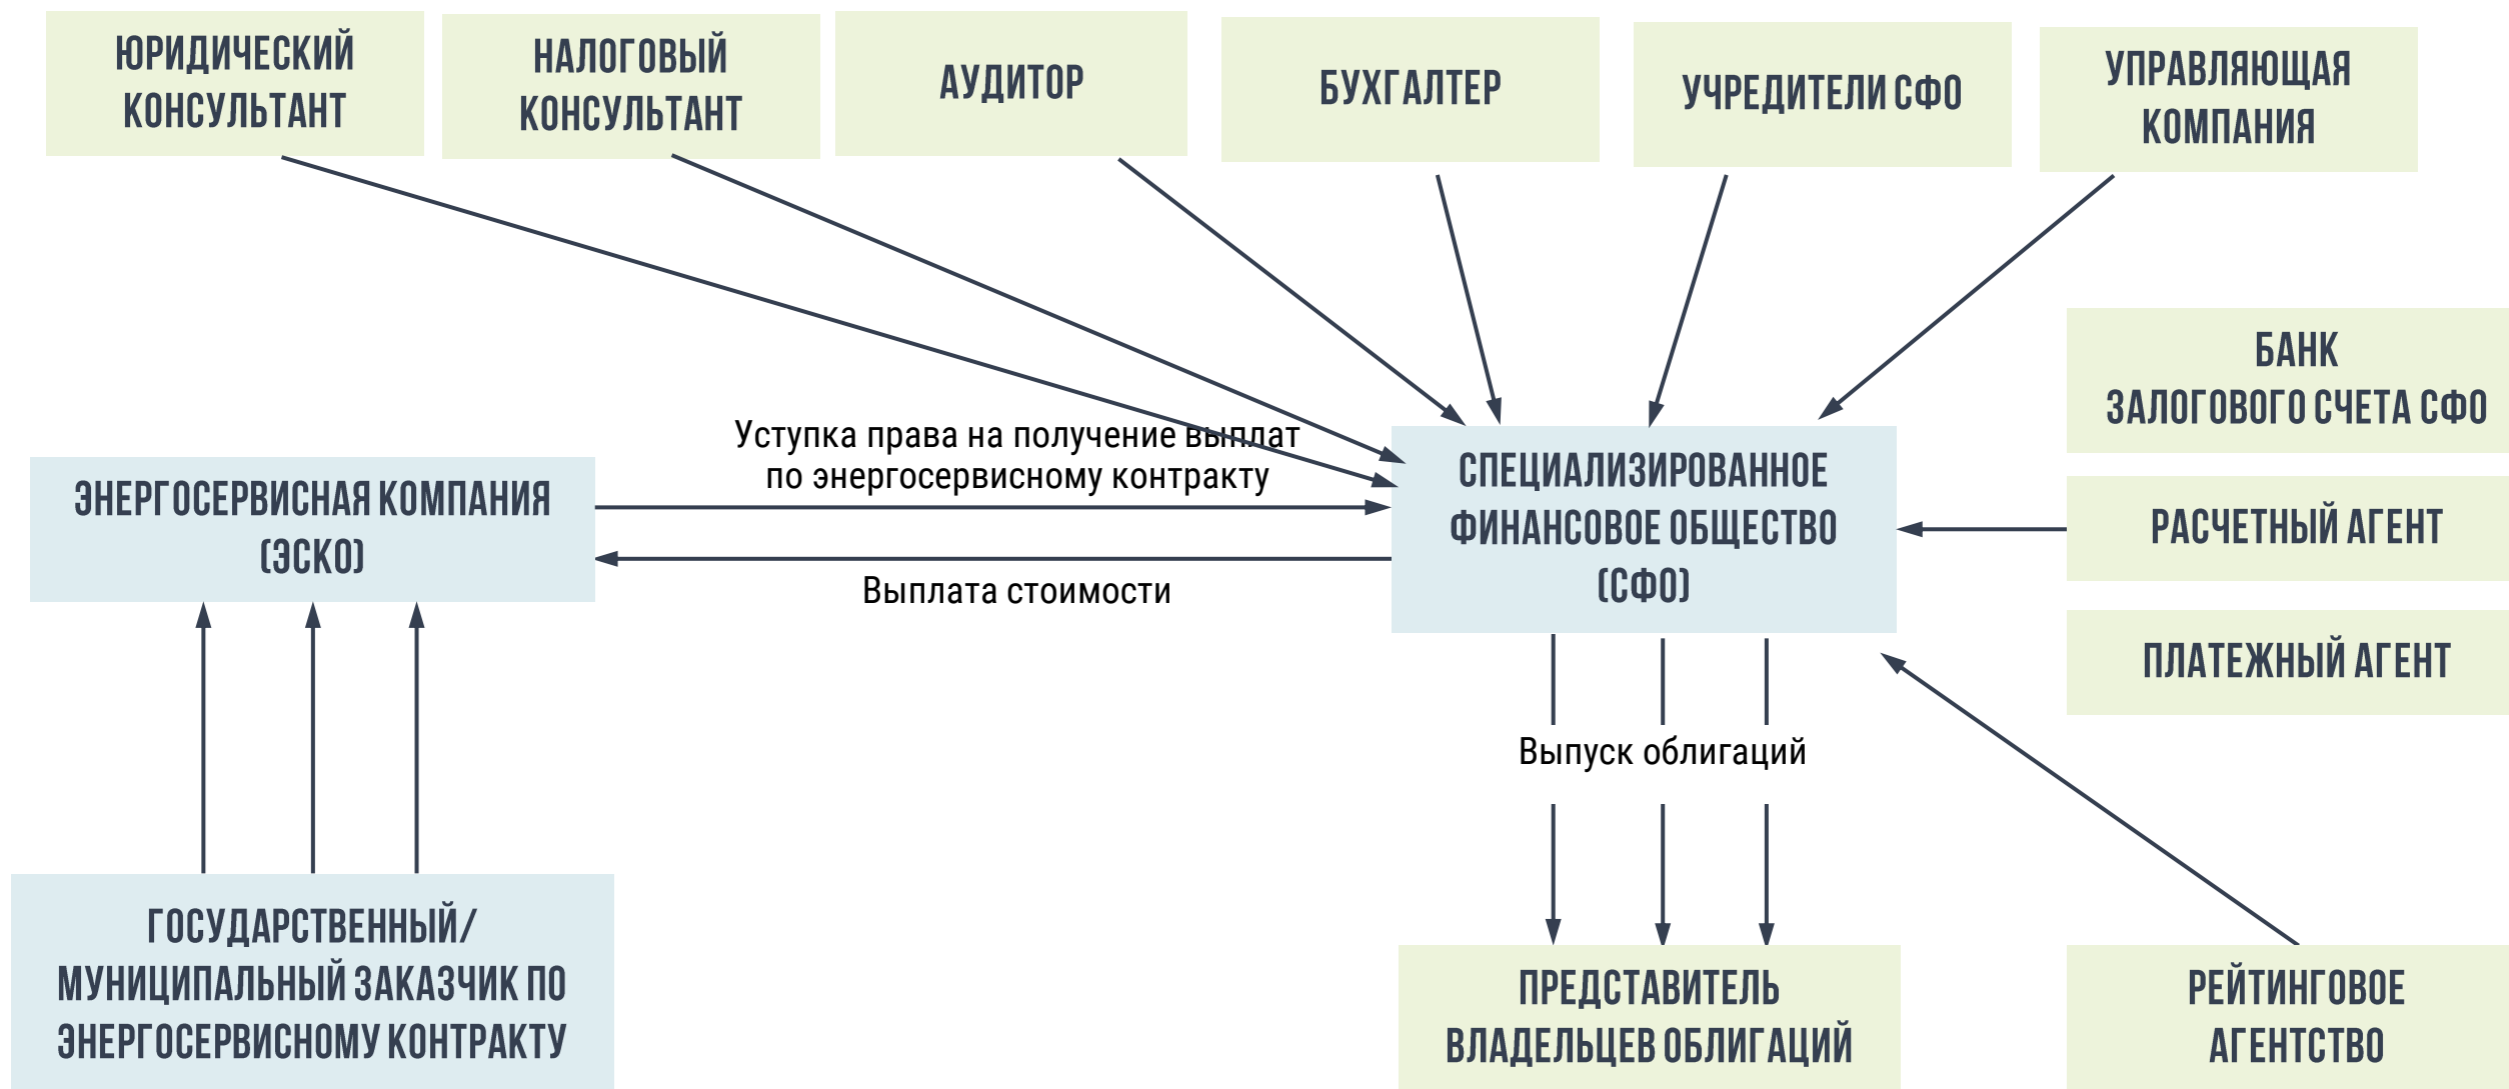 ЮРИДИЧЕСКИЙ
КОНСУЛЬТАНТ
НАЛОГОВЫЙ
КОНСУЛЬТАНТ
АУДИТОР
БУХГАЛТЕР
УЧРЕДИТЕЛИ СФО
УПРАВЛЯЮЩАЯ
КОМПАНИЯ
БАНК
ЗАЛОГОВОГО СЧЕТА СФО
Уступка права на получение выплат
по энергосервисному контракту
ЭНЕРГОСЕРВИСНАЯ КОМПАНИЯ
(ЭСКО)
СПЕЦИАЛИЗИРОВАННОЕ
ФИНАНСОВОЕ ОБЩЕСТВО
(СФО)
РАСЧЕТНЫЙ АГЕНТ
Выплата стоимости
ПЛАТЕЖНЫЙ АГЕНТ
Выпуск облигаций
ГОСУДАРСТВЕННЫЙ/
МУНИЦИПАЛЬНЫЙ ЗАКАЗЧИК ПО
ЭНЕРГОСЕРВИСНОМУ КОНТРАКТУ
ПРЕДСТАВИТЕЛЬ
ВЛАДЕЛЬЦЕВ ОБЛИГАЦИЙ
РЕЙТИНГОВОЕ
АГЕНТСТВО